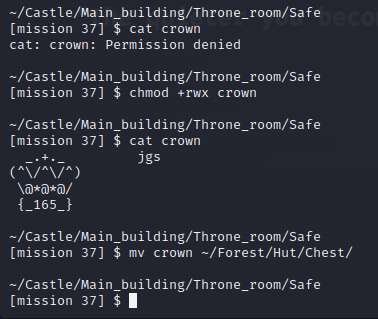 you becom
~/Castle/Main_building/Throne_room/Safe
[mission 37] $ cat crown
cat: crown: Permission denied
~/Castle/Main_building/Throne_room/Safe
[mission 37] $ chmod +rwx crown
~/Castle/Main_building/Throne_room/Safe
[mission 37] $ cat crown
  _.+._          jgs
(^\/^\/^)
 \@*@*@/
 {_165_}
~/Castle/Main_building/Throne_room/Safe
[mission 37] $ mv crown ~/Forest/Hut/Chest/
~/Castle/Main_building/Throne_room/Safe
[mission 37] $